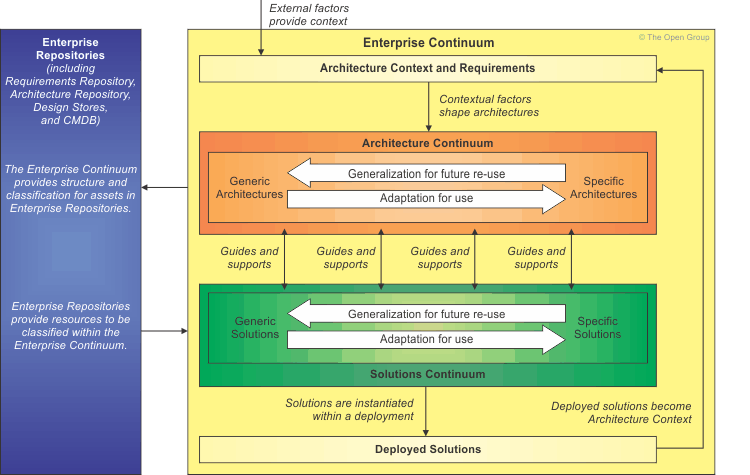 External factors
provide context
© The Open Group
Enterprise Continuum
Enterprise
Repositories
(including
Requirements Repository,
Architecture Repository,
Design Stores,
and CMDB)
The Enterprise Continuum
provides structure and
classification for assets in
Enterprise Repositories.
Enterprise Repositories
provide resources to be
classified within the
Enterprise Continuum.
Architecture Context and Requirements
Contextual factors
shape architectures
Architecture Continuum
Generic
Architectures
Generalization for future re-use
Adaptation for use
Specific
Architectures
Guides and
supports
Guides and
supports
Guides and
supports
Guides and
supports
Generic
Solutions
Generalization for future re-use
Adaptation for use
Specific
Solutions
Solutions Continuum
Solutions are instantiated
within a deployment
Deployed solutions become
Architecture Context
Deployed Solutions